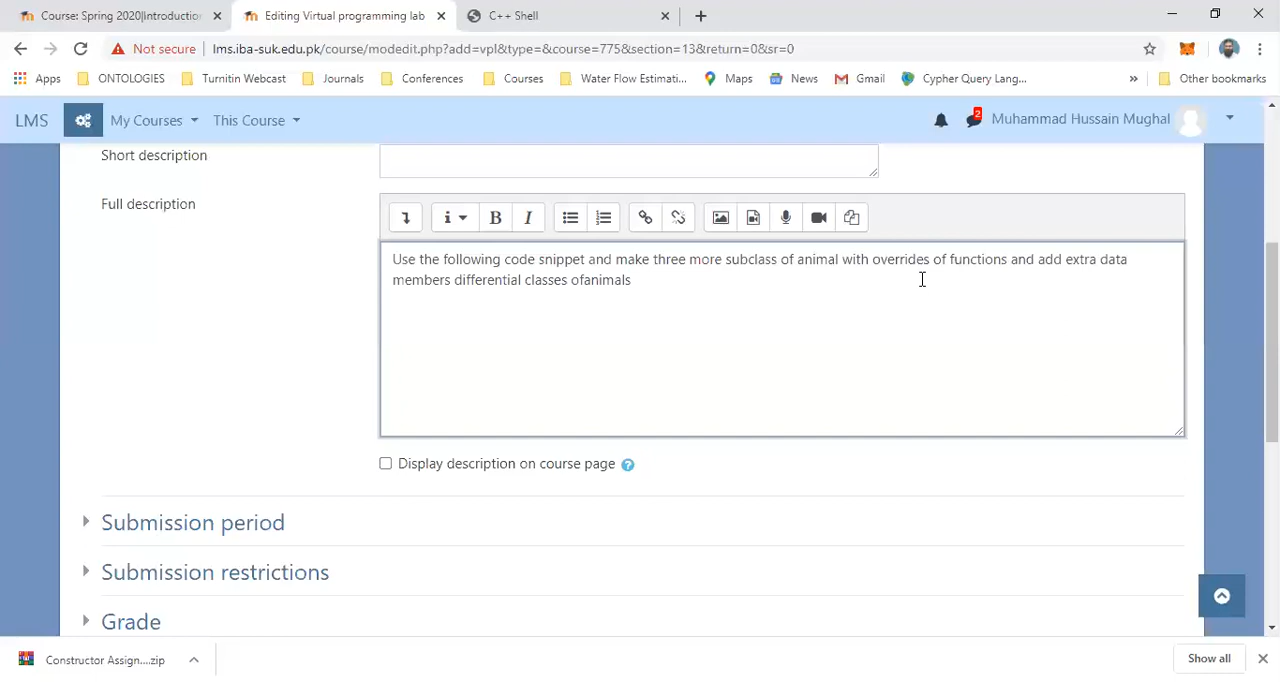 Course: Spring 2020|Introductio
Editing Virtual programming lab
C++ Shell
Not secure
lms.iba-suk.edu.pk/course/modedit.php?add=vpl&type=&course=775&section=13&return=0&sr=0
Apps
ONTOLOGIES
Turnitin Webcast
Journals
Conference
Courses
Water Flow Estimati...
Maps
News
Gmail
Cypher Query Lang...
Other bookmarks
LMS
My Courses
This Course
2
Muhammad Hussain Mughal
Short description
Full description
Use the following code snippet and make three more subclass of animal with overrides of functions and add extra data
members differential classes ofanimals
Display description on course page
Submission period
Submission restrictions
Grade
Constructor Assign....zip
Show all